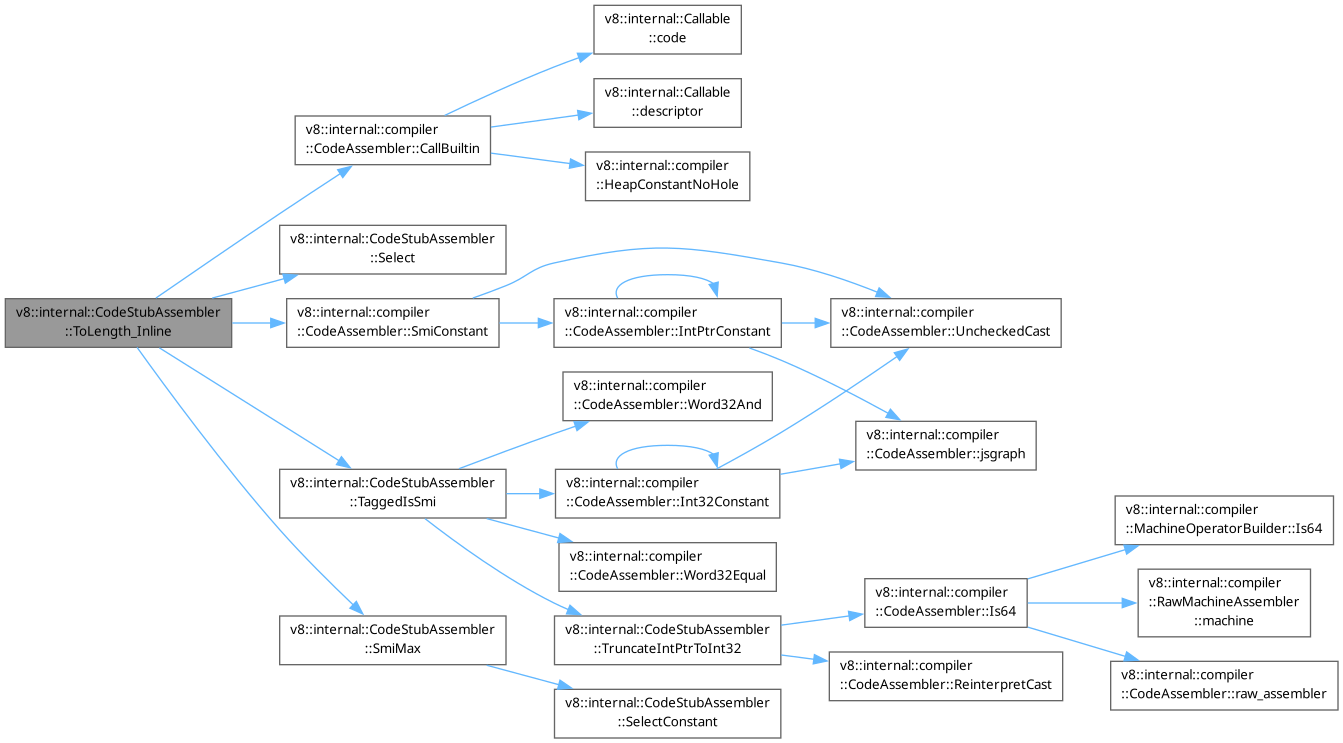 v8::internal::CodeStubAssembler
::ToLength_Inline
v8::internal::compiler
::CodeAssembler::CallBuiltin
v8::internal::Callable
::code
v8::internal::Callable
::descriptor
v8::internal::compiler
::HeapConstantNoHole
v8::internal::CodeStubAssembler
::Select
v8::internal::compiler
::CodeAssembler::SmiConstant
v8::internal::compiler
::CodeAssembler::IntPtrConstant
v8::internal::compiler
::CodeAssembler::UncheckedCast
v8::internal::compiler
::CodeAssembler::jsgraph
v8::internal::CodeStubAssembler
::TaggedIsSmi
v8::internal::compiler
::CodeAssembler::Word32And
v8::internal::compiler
::CodeAssembler::Int32Constant
v8::internal::compiler
::CodeAssembler::Word32Equal
v8::internal::CodeStubAssembler
::TruncateIntPtrToInt32
v8::internal::compiler
::CodeAssembler::Is64
v8::internal::compiler
::MachineOperatorBuilder::Is64
v8::internal::compiler
::RawMachineAssembler
::machine
v8::internal::compiler
::CodeAssembler::raw_assembler
v8::internal::compiler
::CodeAssembler::ReinterpretCast
v8::internal::CodeStubAssembler
::SmiMax
v8::internal::CodeStubAssembler
::SelectConstant